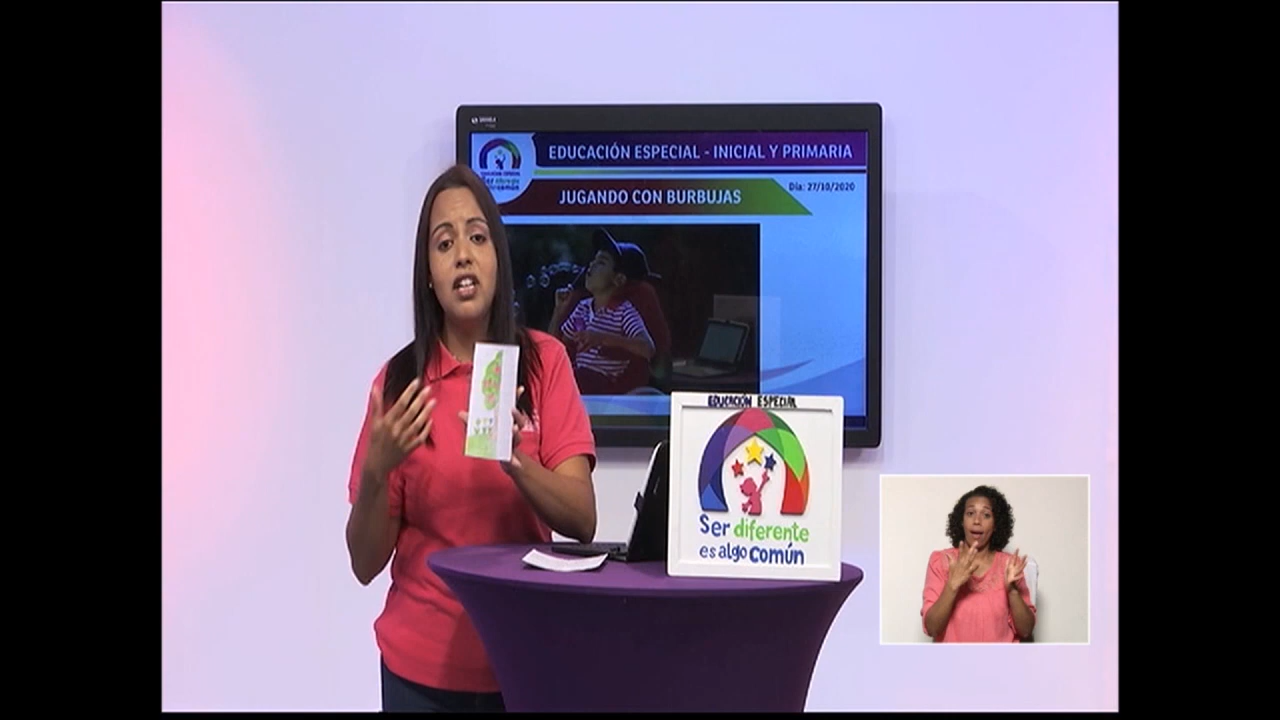 EDUCACIÓN ESPECIAL - INICIAL Y PRIMARIA
Día: 27/10/2020
JUGANDO CON BURBUJAS
EDUCACIÓN ESPECIAL
Ser diferente
es algo común